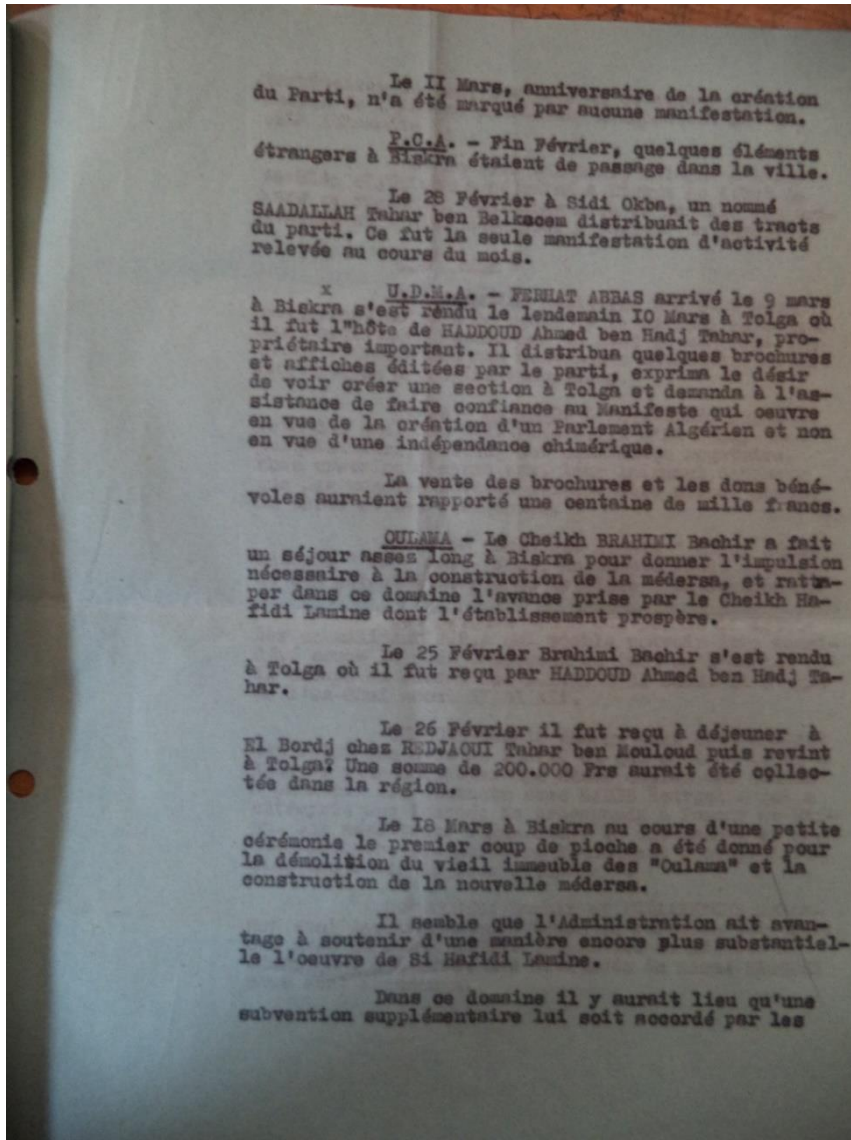 Le II Mars, anniversaire de la création
du Parti, n'a été marqué par aucune manifestation.
P.C.A. - Fin Février, quelques éléments
étrangers à Biskra étaient de passage dans la ville.
Le 28 Février à Sidi Okba, un nommé
SAADALLAH Tahar ben Belkacem distribuait des tracts
du parti. Ce fut la seule manifestation d'activité
relevée au cours du mois.
x U.D.M.A. - FERHAT ABBAS arrivé le 9 mars
à Biskra s'est rendu le lendemain IO Mars à Tolga où
il fut l"hôte de HADDOUD Ahmed ben Hadj Tahar, pro-
priétaire important. Il distribua quelques brochures
et affiches éditées par le parti, exprima le désir
de voir créer une section à Tolga et demanda à l'as-
sistance de faire confiance au Manifeste qui oeuvre
en vue de la création d'un Parlement Algérien et non
en vue d'une indépendance chimérique.
La vente des brochures et les dons béné-
voles auraient rapporté une centaine de mille francs.
OULAMA - Le Cheikh BRAHIMI Bachir a fait
un séjour asses long à Biskra pour donner l'impulsion
nécessaire à la construction de la médersa, et rattra-
per dans ce domaine l'avance prise par le Cheikh Ha-
fidi Lamine dont l'établissement prospère.
Le 25 Février Brahimi Bachir s'est rendu
à Tolga où il fut reçu par HADDOUD Ahmed ben Hadj Ta-
har.
Le 26 Février il fut reçu à déjeuner à
El Bordj chez REDJAOUI Tahar ben Mouloud puis revint
à Tolga? Une somme de 200.000 Frs aurait été collec-
tée dans la région.
Le I8 Mars à Biskra au cours d'une petite
cérémonie le premier coup de pioche a été donné pour
la démolition du vieil immeuble des "Oulama" et la
construction de la nouvelle médersa.
Il semble que l'Administration ait avan-
tage à soutenir d'une manière encore plus substantiel-
le l'oeuvre de Si Hafidi Lamine.
Dans ce domaine il y aurait lieu qu'une
subvention supplémentaire lui soit accordé par les